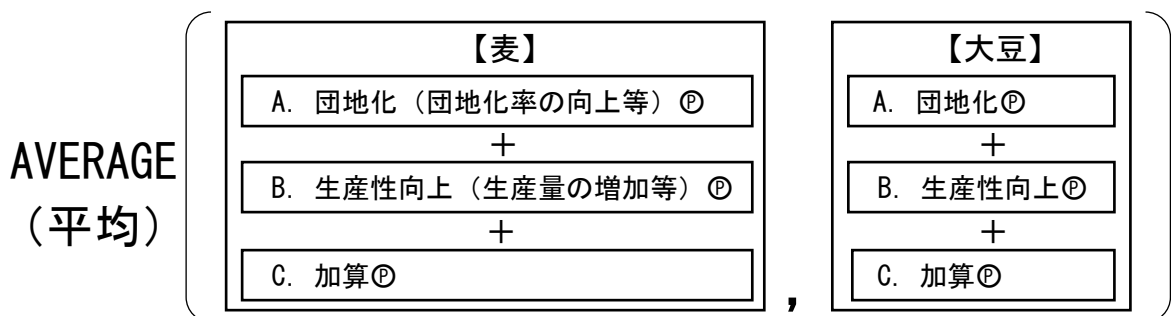 AVERAGE
（平均）
【麦】
A. 団地化（団地化率の向上等）Ⓟ
＋
B. 生産性向上（生産量の増加等）Ⓟ
＋
C. 加算Ⓟ
，
【大豆】
A. 団地化Ⓟ
＋
B. 生産性向上Ⓟ
＋
C. 加算Ⓟ